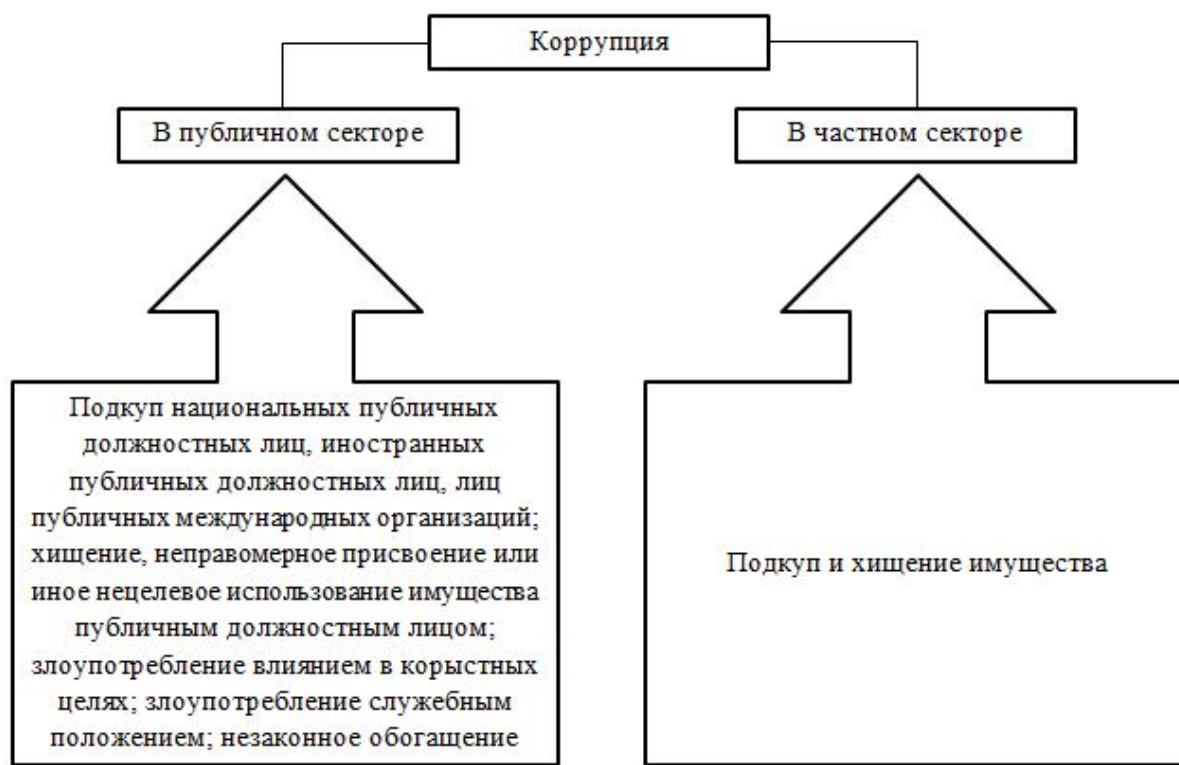 Коррупция
В публичном секторе
В частном секторе
Подкуп национальных публичных
должностных лиц, иностранных
публичных должностных лиц, лиц
публичных международных организаций;
хищение, неправомерное присвоение или
иное нецелевое использование имущества
публичным должностным лицом;
злоупотребление влиянием в корыстных
целях; злоупотребление служебным
положением; незаконное обогащение
Подкуп и хищение имущества